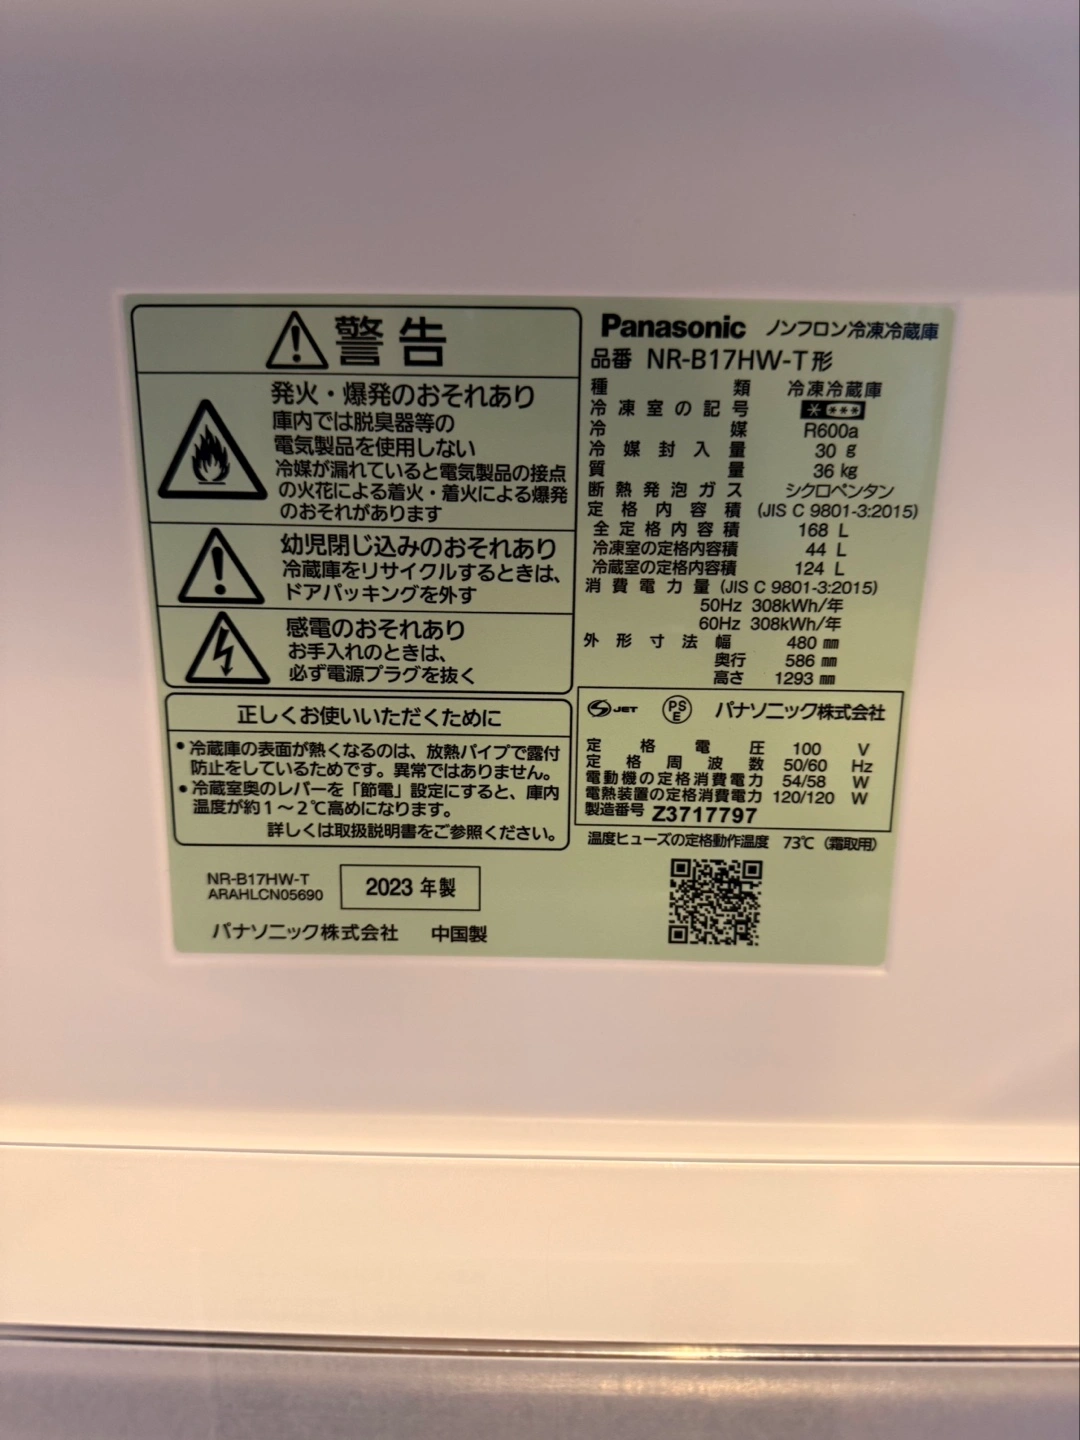 警告
発火・爆発のおそれあり
庫内では脱臭器等の
電気製品を使用しない
冷媒が漏れていると電気製品の接点
の火花による着火・着火による爆発
のおそれがあります
幼児閉じ込みのおそれあり
冷蔵庫をリサイクルするときは、
ドアパッキングを外す
感電のおそれあり
お手入れのときは、
必ず電源プラグを抜く
正しくお使いいただくために
•冷蔵庫の表面が熱くなるのは、放熱パイプで露付
防止をしているためです。異常ではありません。
•冷蔵室奥のレバーを「節電」設定にすると、庫内
温度が約1～2℃高めになります。
詳しくは取扱説明書をご参照ください。
NR-B17HW-T
ARAHLCN05690
2023 年製
パナソニック株式会社 中国製
Panasonic ノンフロン冷凍冷蔵庫
品番 NR-B17HW-T形
種類 冷凍冷蔵庫
冷凍室の記号 * ***
冷媒 R600a
冷媒封入量 30 g
質量 36 kg
断熱発泡ガス シクロペンタン
定格内容積 (JIS C 9801-3:2015)
全定格内容積 168 L
冷凍室の定格内容積 44 L
冷蔵室の定格内容積 124 L
消費電力量 (JIS C 9801-3:2015)
50Hz 308kWh/年
60Hz 308kWh/年
外形寸法 幅 480 mm
奥行 586 mm
高さ 1293 mm
JET PS E パナソニック株式会社
定格電圧 100 V
定格周波数 50/60 Hz
電動機の定格消費電力 54/58 W
電熱装置の定格消費電力 120/120 W
製造番号 Z3717797
温度ヒューズの定格動作温度 73℃ (霜取用)